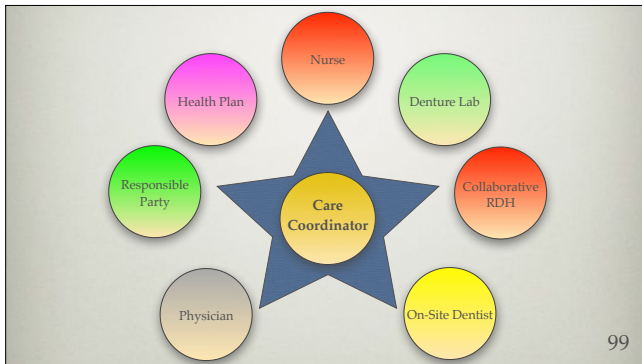 Nurse
Health Plan
Denture Lab
Responsible
Party
Collaborative
RDH
Care
Coordinator
Physician
On-Site Dentist
99